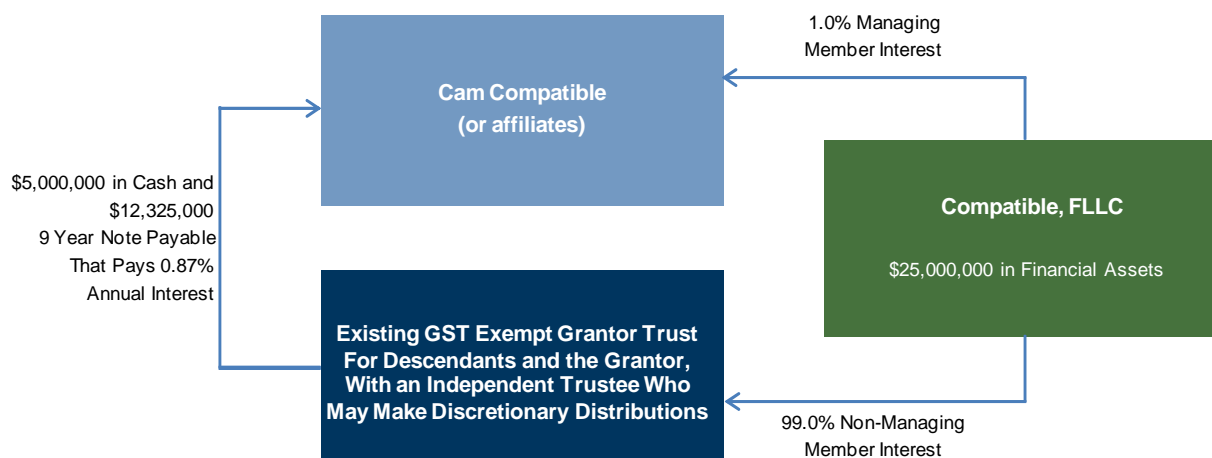 1.0% Managing
Member Interest
Cam Compatible
(or affiliates)
$5,000,000 in Cash and
$12,325,000
9 Year Note Payable
That Pays 0.87%
Annual Interest
Compatible, FLLC
$25,000,000 in Financial Assets
Existing GST Exempt Grantor Trust
For Descendants and the Grantor,
With an Independent Trustee Who
May Make Discretionary Distributions
99.0% Non-Managing
Member Interest